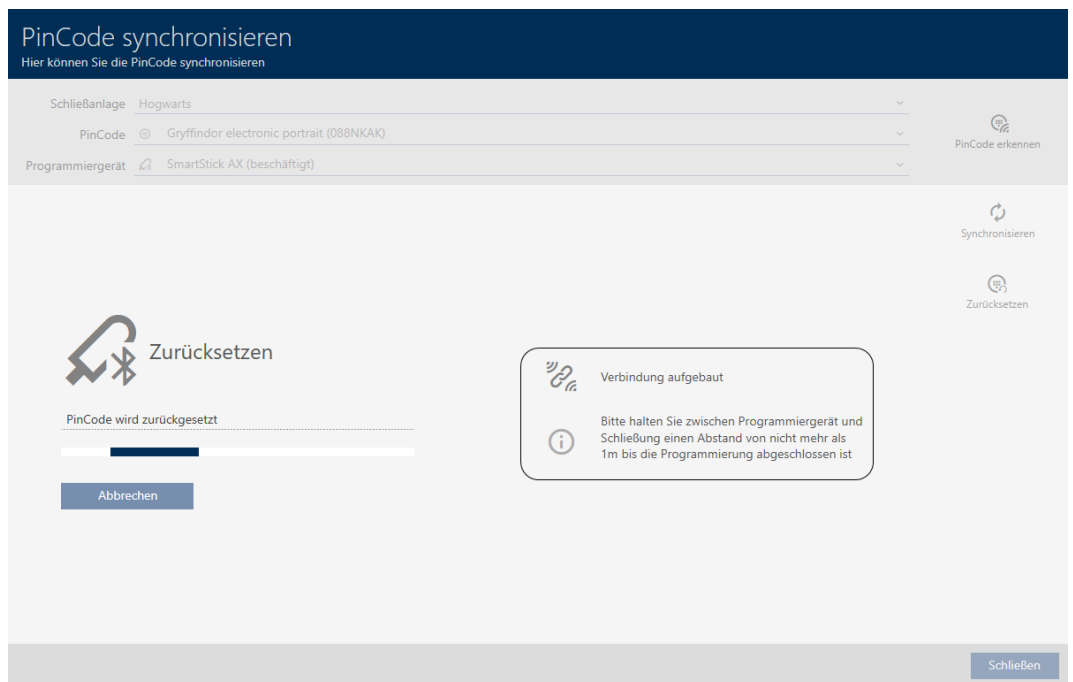 PinCode synchronisieren
Hier können Sie die PinCode synchronisieren
Schließanlage Hogwarts
PinCode Gryffindor electronic portrait (088NKAK)
Programmiergerät SmartStick AX (beschäftigt)
PinCode erkennen
Synchronisieren
Zurücksetzen
Zurücksetzen
PinCode wird zurückgesetzt
Abbrechen
Verbindung aufgebaut
Bitte halten Sie zwischen Programmiergerät und
Schließung einen Abstand von nicht mehr als
1m bis die Programmierung abgeschlossen ist
Schließen